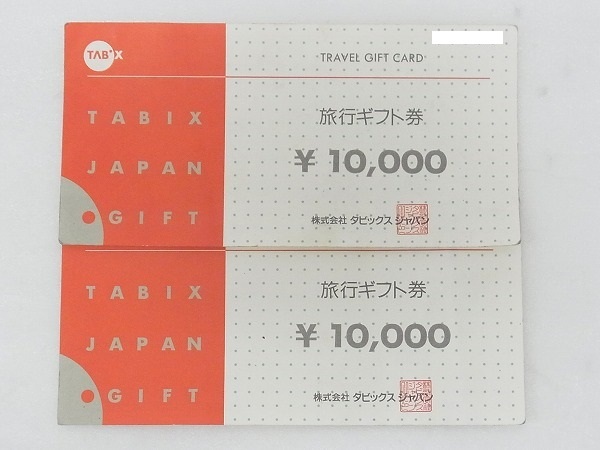 TABiX
TRAVEL GIFT CARD
TABIX
JAPAN
GIFT
旅行ギフト券
¥ 10,000
株式会社 タビックス ジャパン
TABIX
JAPAN
GIFT
旅行ギフト券
¥ 10,000
株式会社 タビックス ジャパン